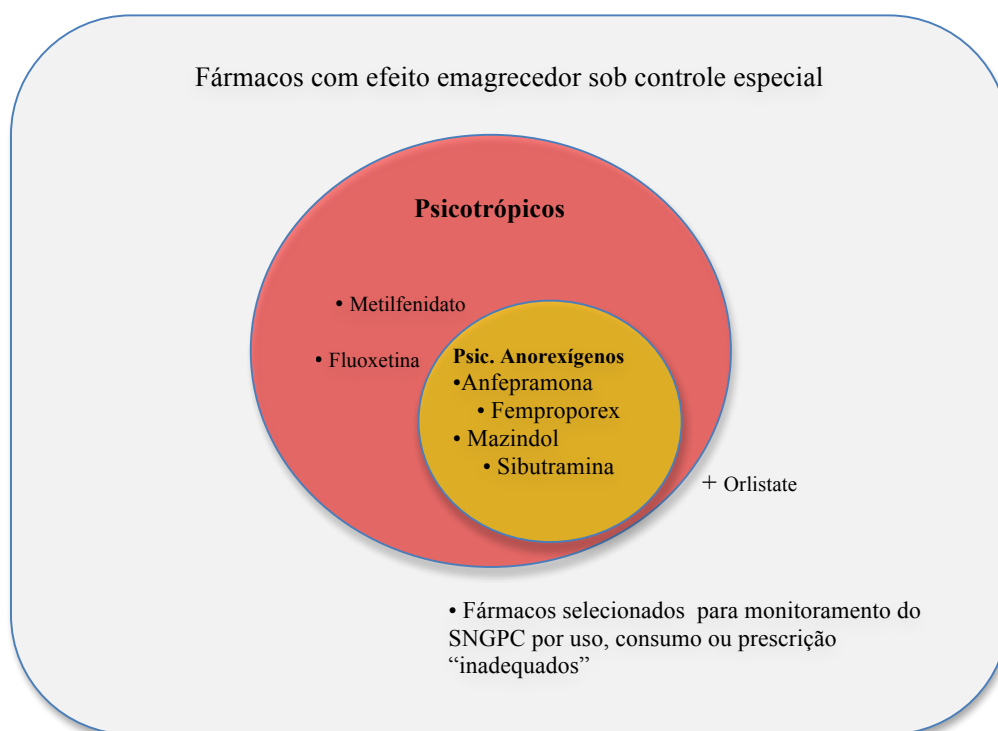 Fármacos com efeito emagrecedor sob controle especial
Psicotrópicos
• Metilfenidato
• Fluoxetina
Psic. Anorexígenos
•Anfepramona
• Femproporex
• Mazindol
• Sibutramina
+ Orlistate
• Fármacos selecionados para monitoramento do
SNGPC por uso, consumo ou prescrição
“inadequados”